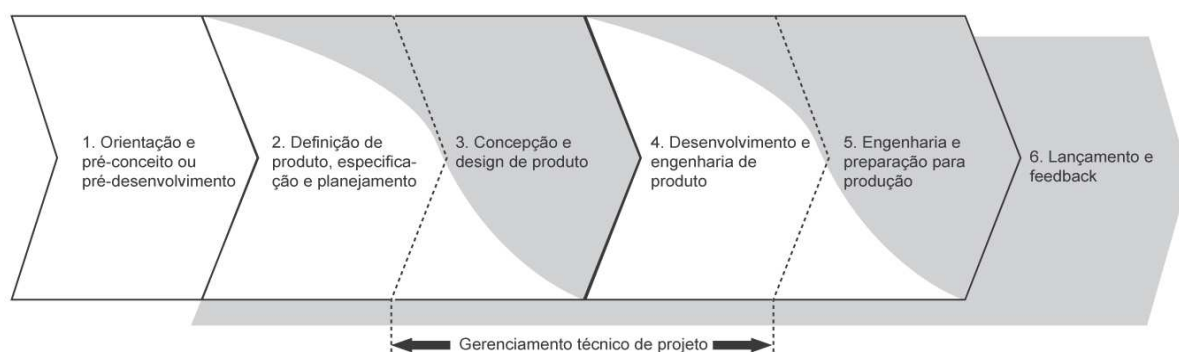 1. Orientação e
pré-conceito ou
pré-desenvolvimento
2. Definição de
produto, especifica-
ção e planejamento
3. Concepção e
design de produto
4. Desenvolvimento e
engenharia de
produto
5. Engenharia e
preparação para
produção
6. Lançamento e
feedback
Gerenciamento técnico de projeto